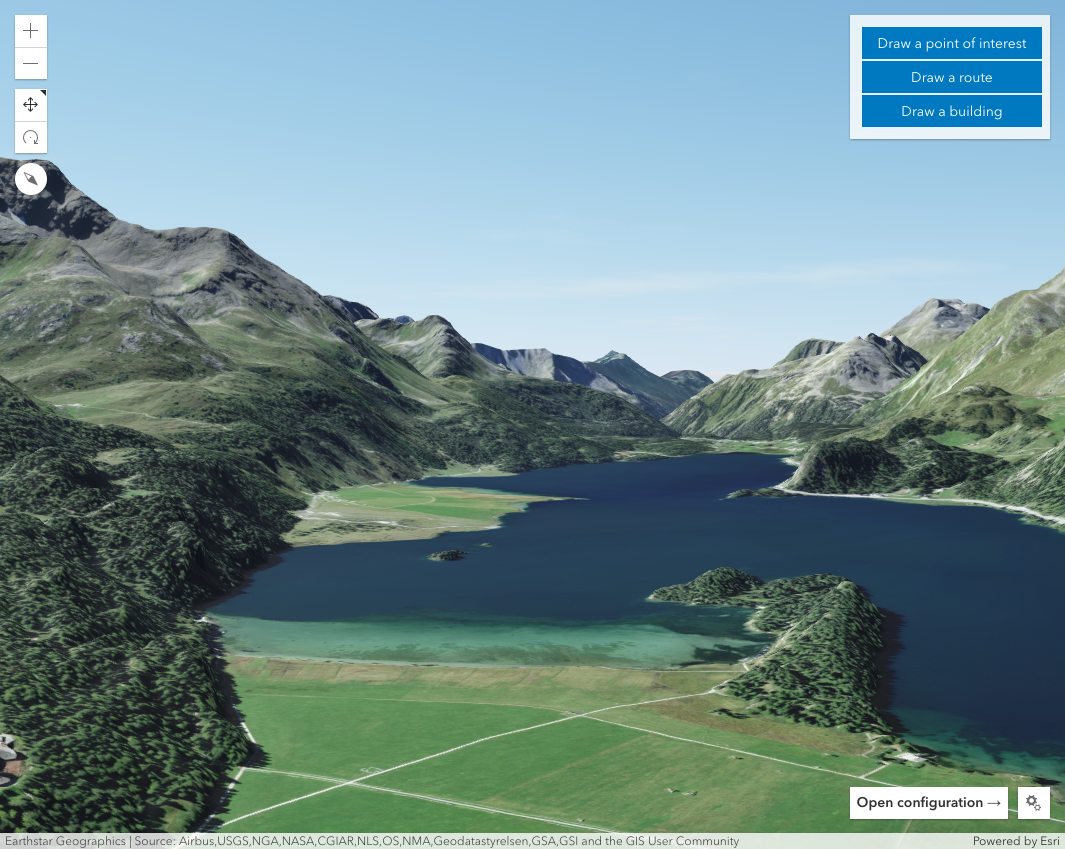 Draw a point of interest
Draw a route
Draw a building
Open configuration →
Earthstar Geographics | Source: Airbus,USGS,NGA,NASA,CGIAR,NLS,OS,NMA,Geodatastyrelsen,GSA,GSI and the GIS User Community
Powered by Esri